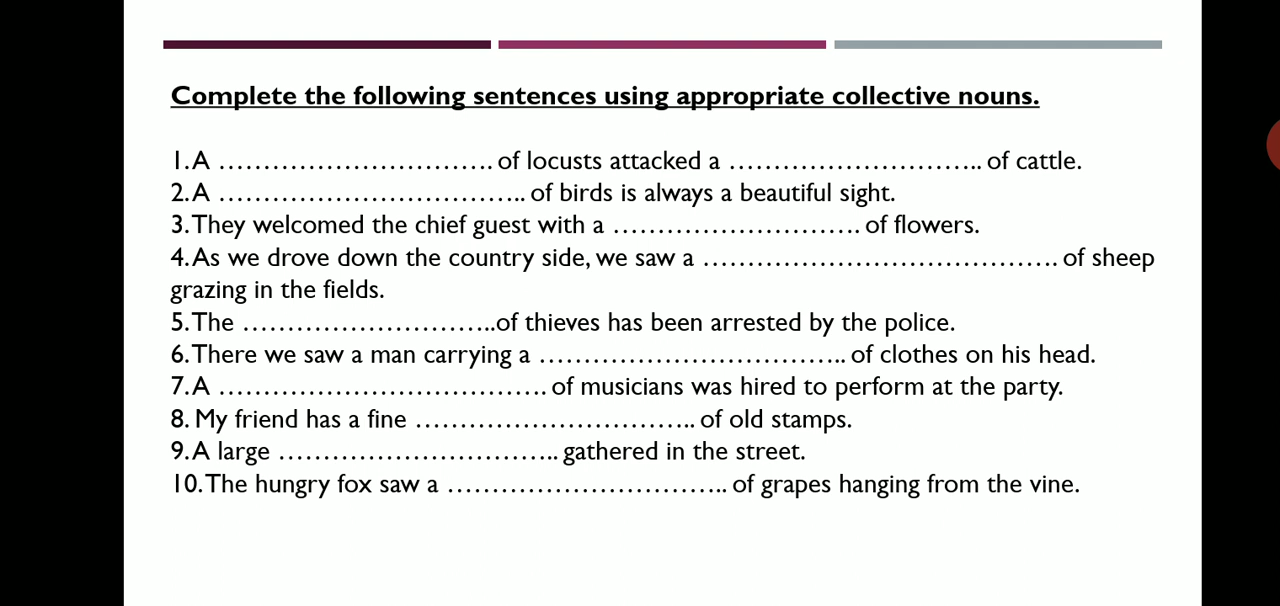 Complete the following sentences using appropriate collective nouns.
1. A …………………………. of locusts attacked a ……………………….. of cattle.
2. A …………………………….. of birds is always a beautiful sight.
3. They welcomed the chief guest with a ………………………. of flowers.
4. As we drove down the country side, we saw a …………………………………. of sheep
grazing in the fields.
5. The ………………………..of thieves has been arrested by the police.
6. There we saw a man carrying a …………………………….. of clothes on his head.
7. A ………………………………. of musicians was hired to perform at the party.
8. My friend has a fine ………………………….. of old stamps.
9. A large ………………………….. gathered in the street.
10. The hungry fox saw a ………………………….. of grapes hanging from the vine.